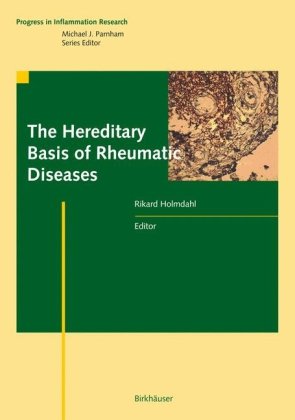 Progress in Inflammation Research
Michael J. Parnham
Series Editor
The Hereditary
Basis of Rheumatic
Diseases
Rikard Holmdahl
Editor
Birkhäuser